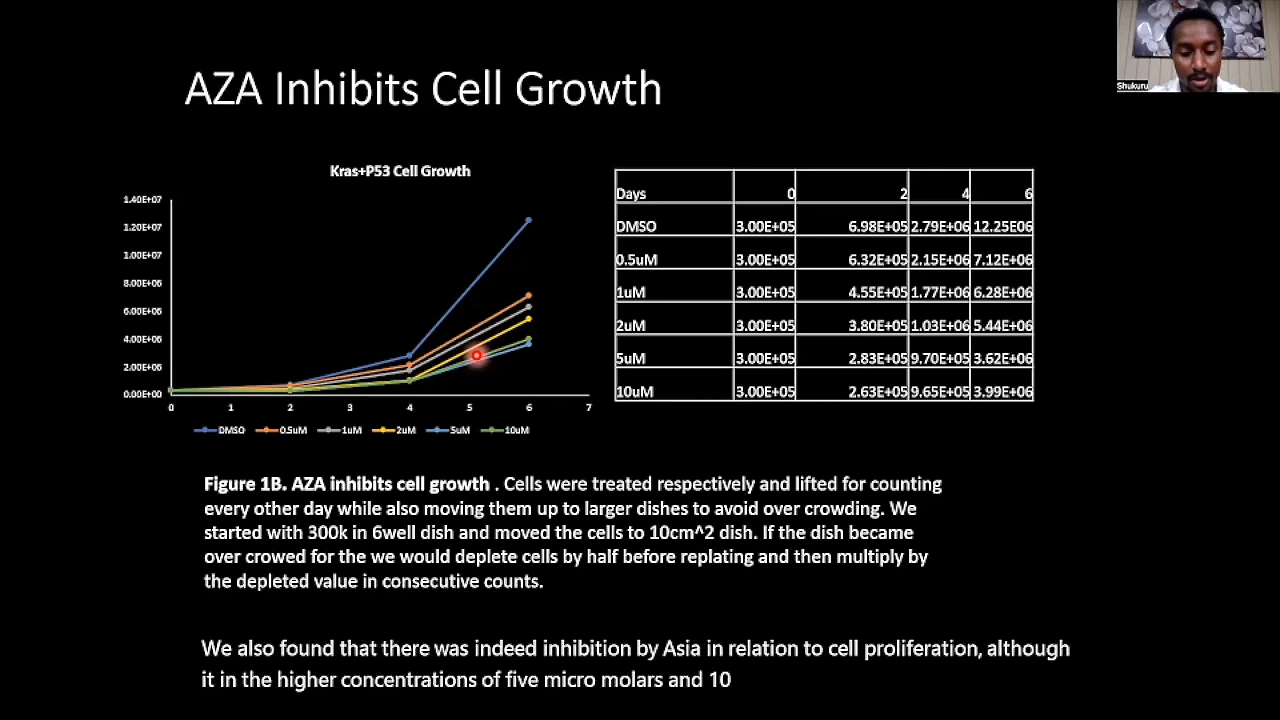 AZA Inhibits Cell Growth
Shukuru
Kras+P53 Cell Growth
1.40E+07
1.20E+07
1.00E+07
8.00E+06
6.00E+06
4.00E+06
2.00E+06
0.00E+00
0 1 2 3 4 5 6 7
DMSO 0.5uM 1uM 2uM 5uM 10uM
Days 0 2 4 6
DMSO 3.00E+05 6.98E+05 2.79E+06 12.25E06
0.5uM 3.00E+05 6.32E+05 2.15E+06 7.12E+06
1uM 3.00E+05 4.55E+05 1.77E+06 6.28E+06
2uM 3.00E+05 3.80E+05 1.03E+06 5.44E+06
5uM 3.00E+05 2.83E+05 9.70E+05 3.62E+06
10uM 3.00E+05 2.63E+05 9.65E+05 3.99E+06
Figure 1B. AZA inhibits cell growth . Cells were treated respectively and lifted for counting
every other day while also moving them up to larger dishes to avoid over crowding. We
started with 300k in 6well dish and moved the cells to 10cm^2 dish. If the dish became
over crowed for the we would deplete cells by half before replating and then multiply by
the depleted value in consecutive counts.
We also found that there was indeed inhibition by Asia in relation to cell proliferation, although
it in the higher concentrations of five micro molars and 10